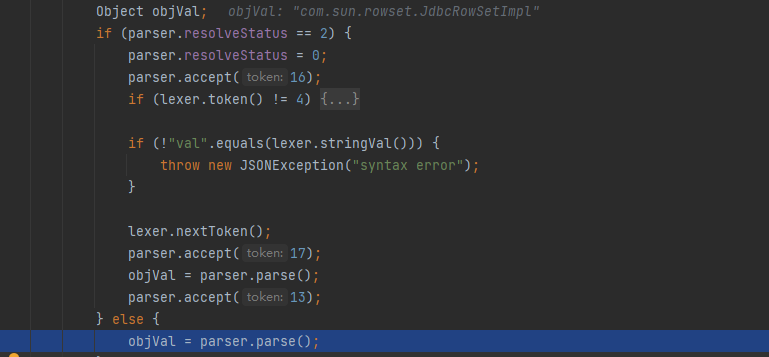 Object objVal;   objVal: "com.sun.rowset.JdbcRowSetImpl"
if (parser.resolveStatus == 2) {
    parser.resolveStatus = 0;
    parser.accept( token: 16);
    if (lexer.token() != 4) {...}
    if (!"val".equals(lexer.stringVal())) {
        throw new JSONException("syntax error");
    }
    lexer.nextToken();
    parser.accept( token: 17);
    objVal = parser.parse();
    parser.accept( token: 13);
} else {
    objVal = parser.parse();